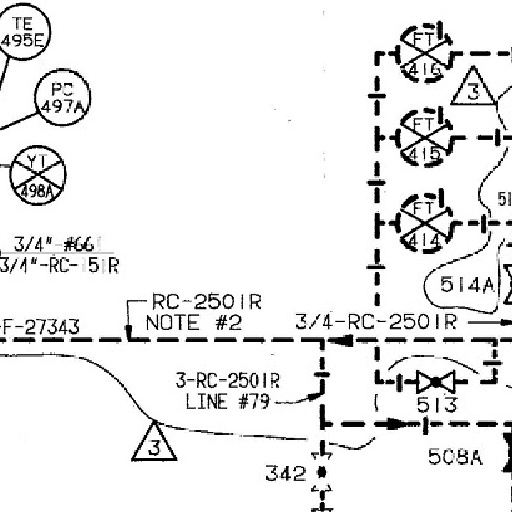 TE
495E
FT
416
PC
497A
3
FT
415
YT
498A
FT
414
3/4"-#66
3/4"-RC-151R
514A
RC-2501R
NOTE #2
3/4-RC-2501R
-F-27343
3-RC-2501R
LINE #79
513
3
342
508A